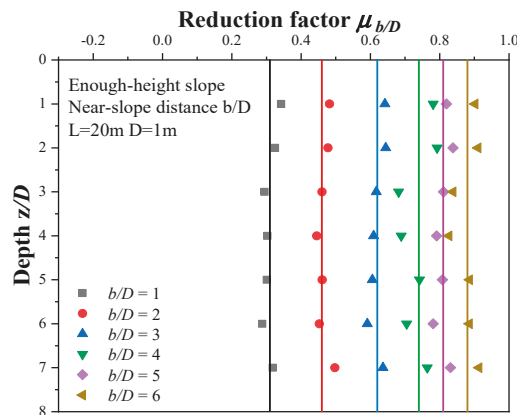 Reduction factor μb/D
-0.2 0.0 0.2 0.4 0.6 0.8 1.0
0
1
2
3
4
5
6
7
8
Depth z/D
Enough-height slope
Near-slope distance b/D
L=20m D=1m
b/D = 1
b/D = 2
b/D = 3
b/D = 4
b/D = 5
b/D = 6